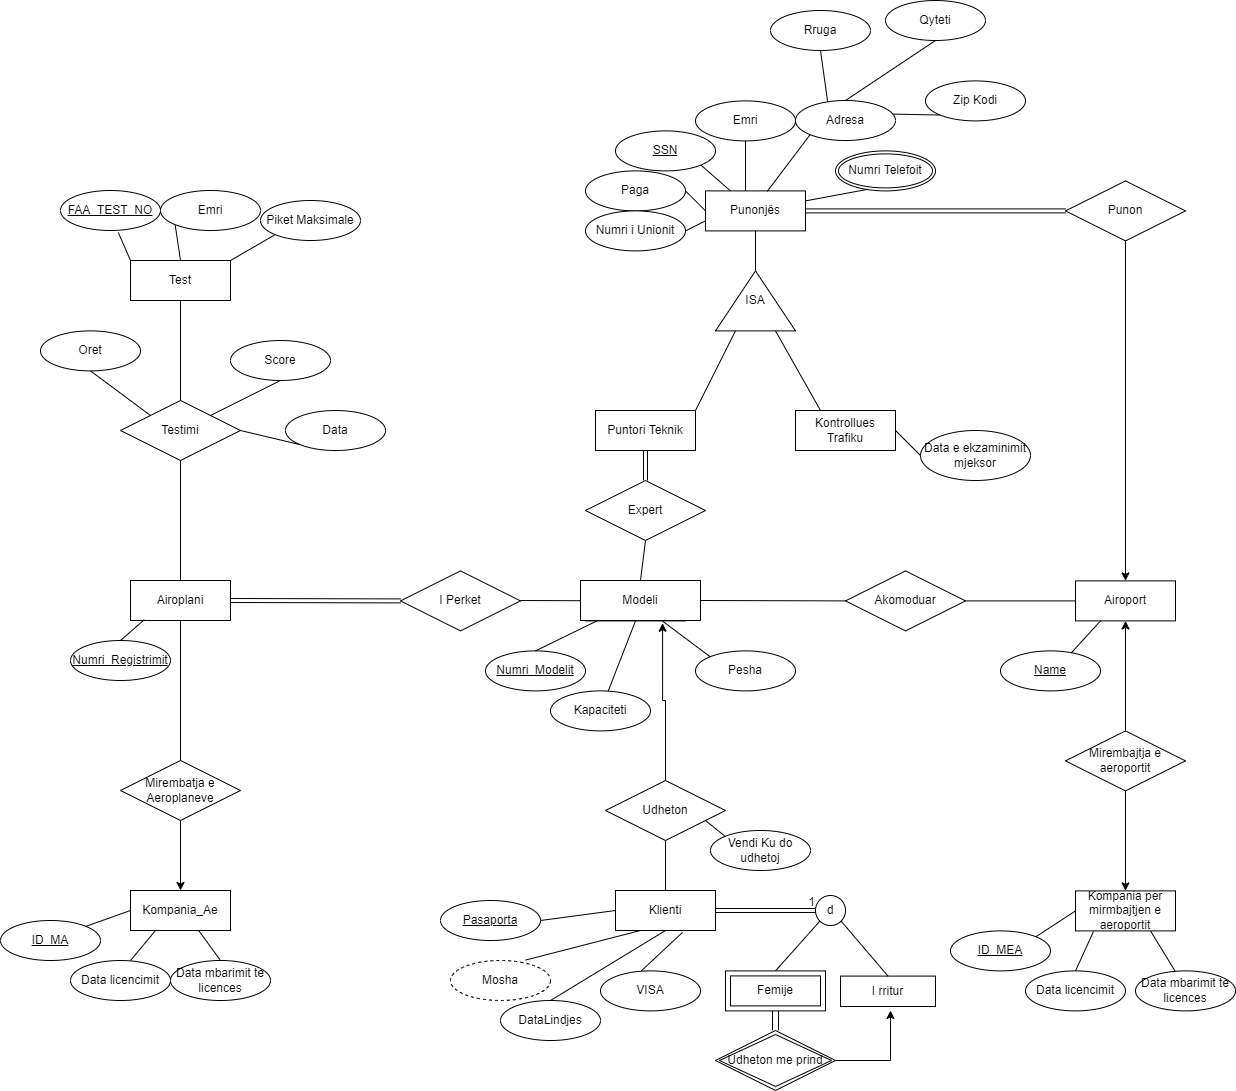 Rruga
Qyteti
Zip Kodi
Emri
Adresa
SSN
Numri Telefoit
Paga
Numri i Unionit
Punonjës
Punon
FAA_TEST_NO
Emri
Piket Maksimale
Test
ISA
Oret
Score
Testimi
Data
Puntori Teknik
Kontrollues
Trafiku
Data e ekzaminimit
mjeksor
Expert
Airoplani
I Perket
Modeli
Akomoduar
Airoport
Numri_Registrimit
Numri_Modelit
Pesha
Name
Kapaciteti
Mirembatja e
Aeroplaneve
Udheton
Vendi Ku do
udhetoj
Mirembajtja e
aeroportit
Kompania_Ae
Klienti
1
d
Kompania per
mirmbajtjen e
aeroportit
ID_MA
Pasaporta
ID_MEA
Data licencimit
Data mbarimit te
licences
Mosha
VISA
DataLindjes
Femije
I rritur
Data licencimit
Data mbarimit te
licences
Udheton me prind